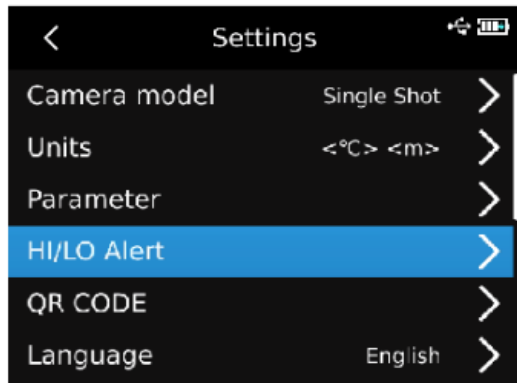 Settings
Camera model Single Shot
Units <°C> <m>
Parameter
HI/LO Alert
QR CODE
Language English